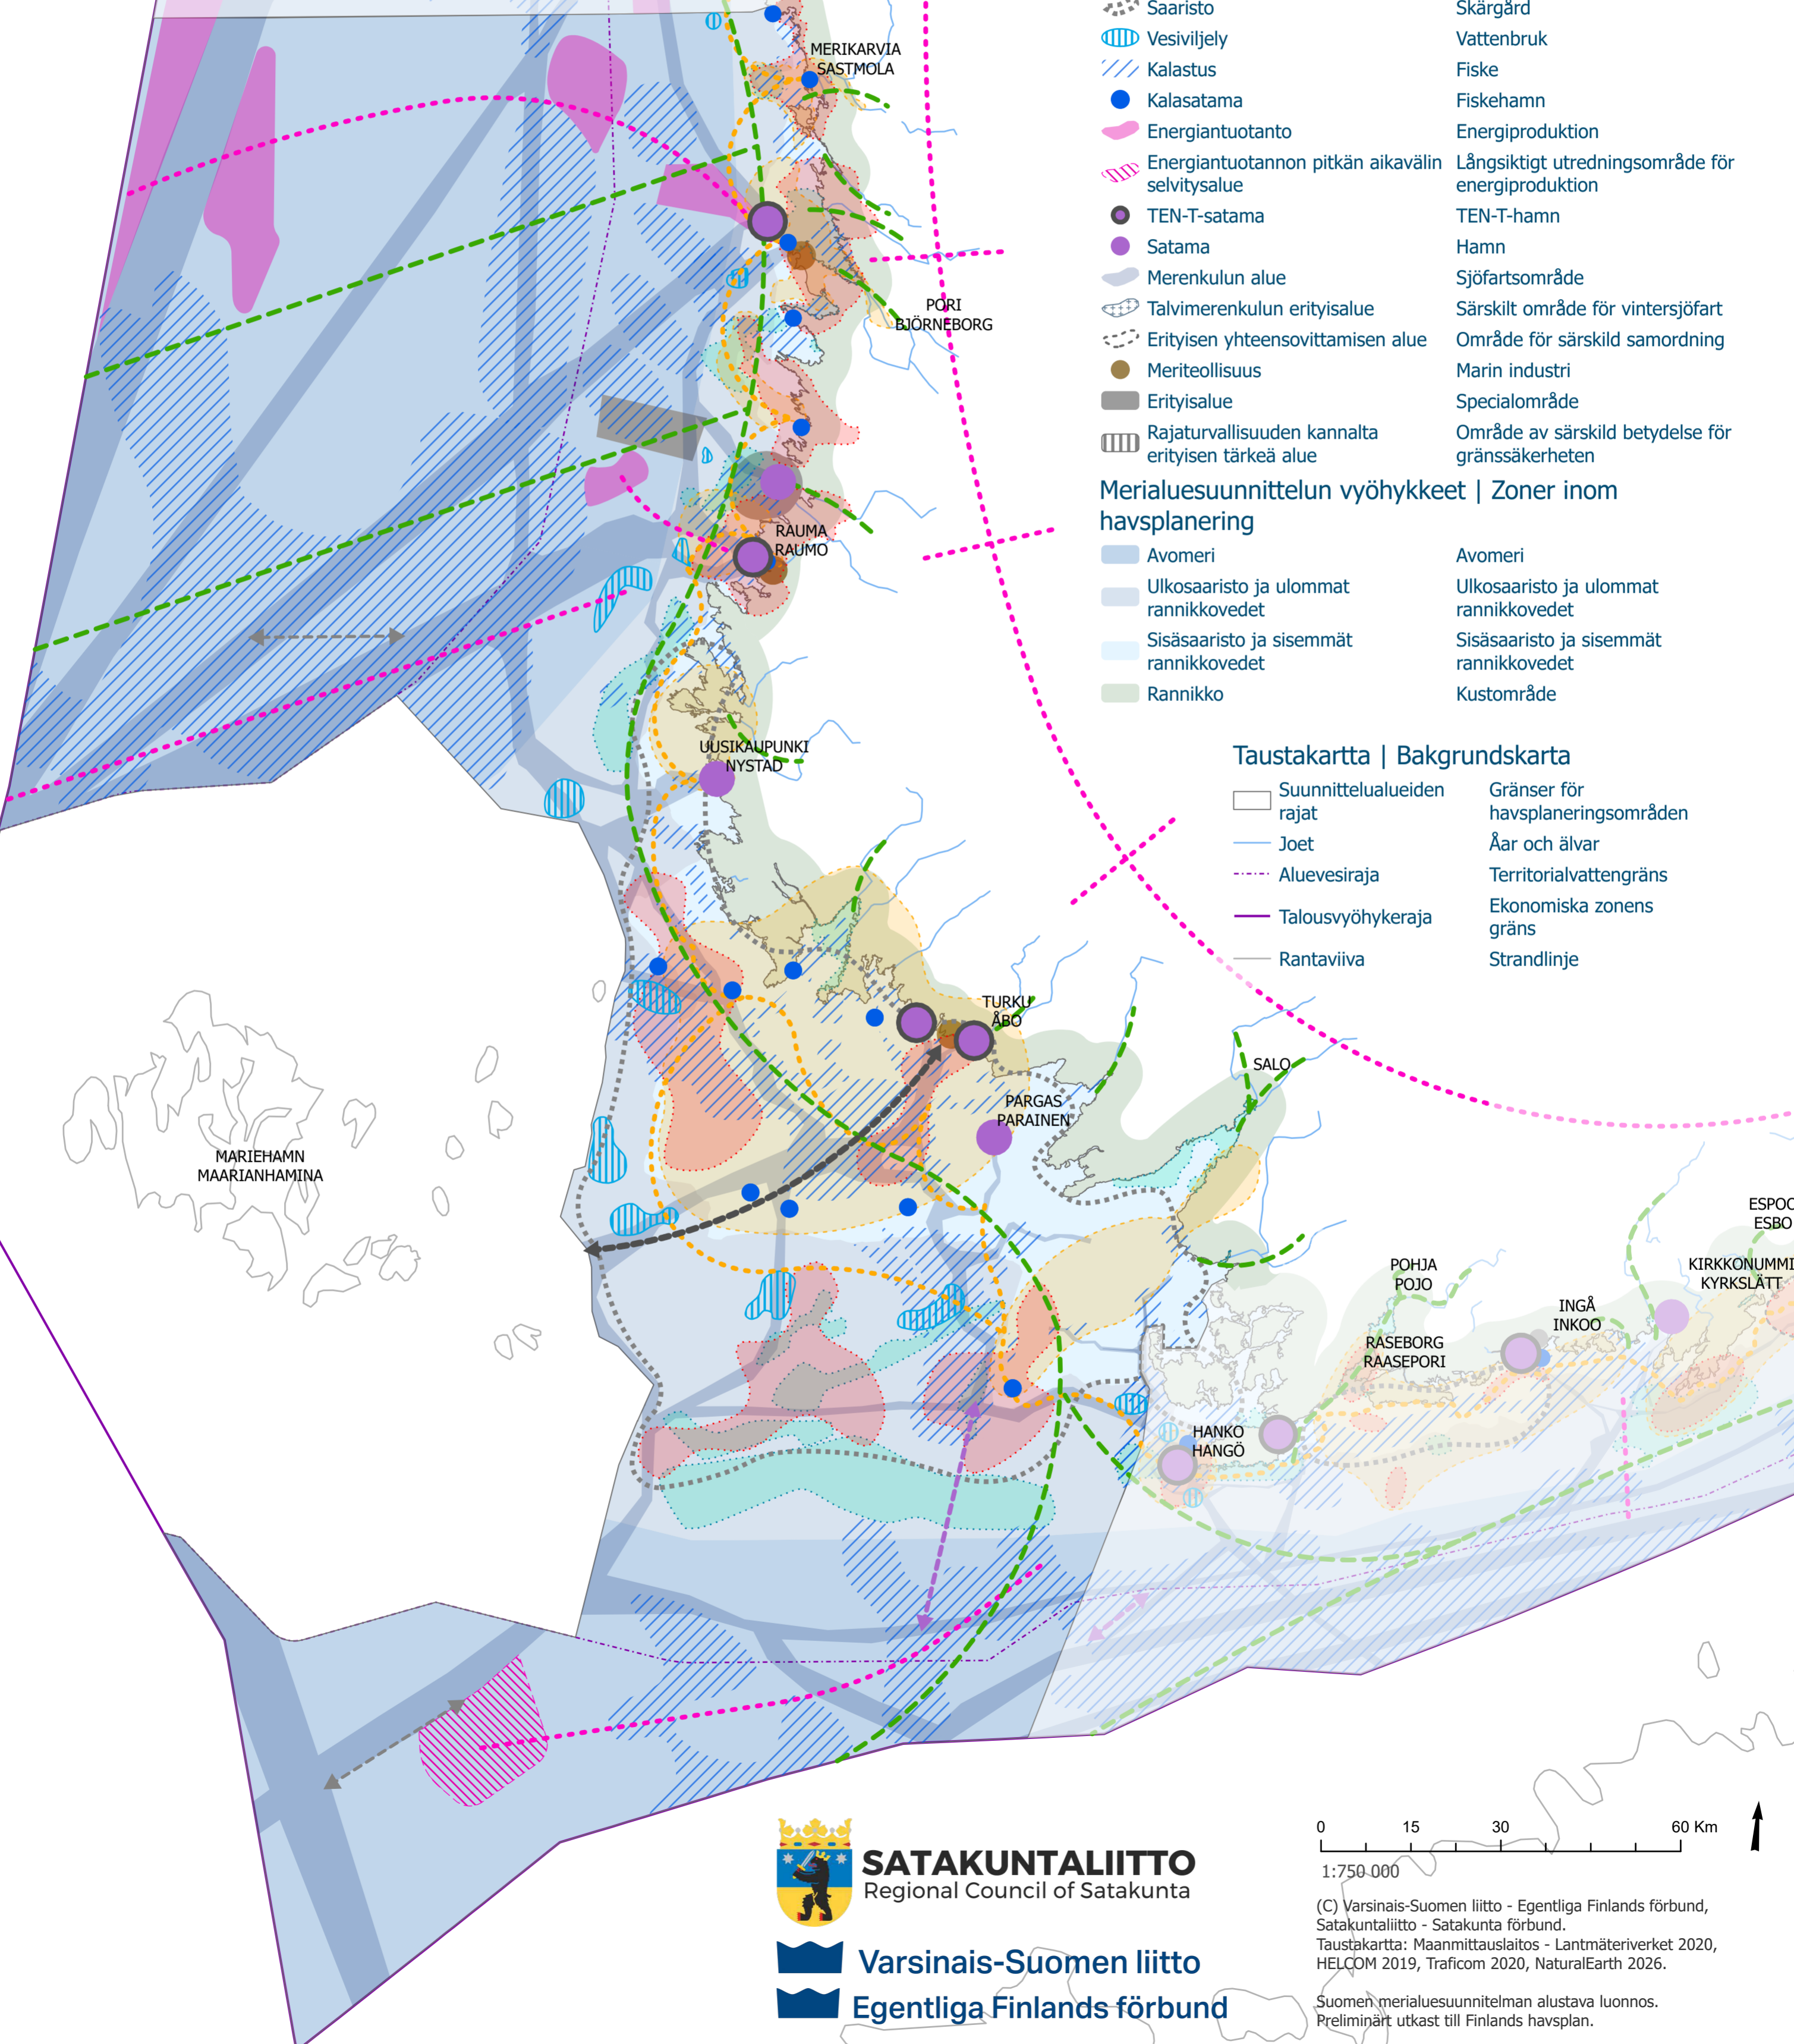 Saaristo
Skärgård
Vesiviljely
Vattenbruk
Kalastus
Fiske
Kalasatama
Fiskehamn
Energiantuotanto
Energiproduktion
Energiantuotannon pitkän aikavälin
selvitysalue
Långsiktigt utredningsområde för
energiproduktion
TEN-T-satama
TEN-T-hamn
Satama
Hamn
Merenkulun alue
Sjöfartsområde
Talvimerenkulun erityisalue
Särskilt område för vintersjöfart
Erityisen yhteensovittamisen alue
Område för särskild samordning
Meriteollisuus
Marin industri
Erityisalue
Specialområde
Rajaturvallisuuden kannalta
erityisen tärkeä alue
Område av särskild betydelse för
gränssäkerheten
Merialuesuunnittelun vyöhykkeet | Zoner inom
havsplanering
Avomeri
Avomeri
Ulkosaaristo ja ulommat
rannikkovedet
Ulkosaaristo ja ulommat
rannikkovedet
Sisäsaaristo ja sisemmät
rannikkovedet
Sisäsaaristo ja sisemmät
rannikkovedet
Rannikko
Kustområde
Taustakartta | Bakgrundskarta
Suunnittelualueiden
rajat
Gränser för
havsplaneringsområden
Joet
Åar och älvar
Aluevesiraja
Territorialvattengräns
Talousvyöhykeraja
Ekonomiska zonens
gräns
Rantaviiva
Strandlinje
MERIKARVIA
SASTMOLA
PORI
BJÖRNEBORG
RAUMA
RAUMO
UUSIKAUPUNKI
NYSTAD
TURKU
ÅBO
SALO
PARGAS
PARAINEN
MARIEHAMN
MAARIANHAMINA
ESPOO
ESBO
POHJA
POJO
KIRKKONUMMI
KYRKSLÄTT
INGÅ
INKOO
RASEBORG
RAASEPORI
HANKO
HANGÖ
SATAKUNTALIITTO
Regional Council of Satakunta
Varsinais-Suomen liitto
Egentliga Finlands förbund
0 15 30 60 Km
1:750 000
(C) Varsinais-Suomen liitto - Egentliga Finlands förbund,
Satakuntaliitto - Satakunta förbund.
Taustakartta: Maanmittauslaitos - Lantmäteriverket 2020,
HELCOM 2019, Traficom 2020, NaturalEarth 2026.
Suomen merialuesuunnitelman alustava luonnos.
Preliminärt utkast till Finlands havsplan.